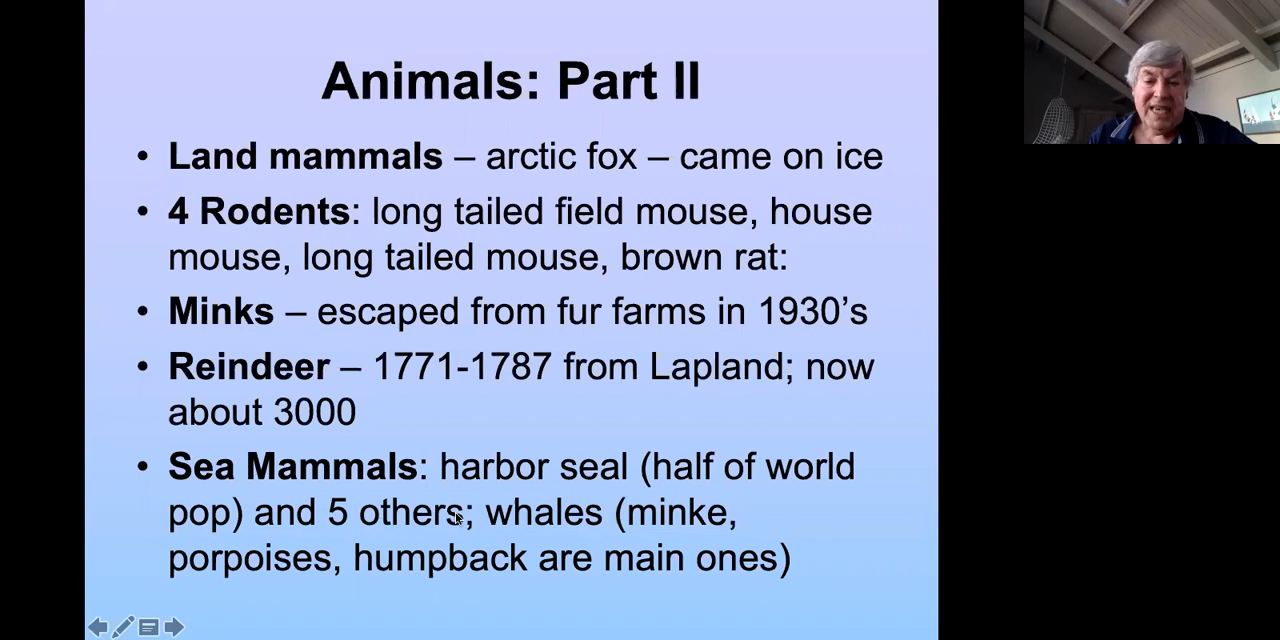 Animals: Part II
• Land mammals – arctic fox – came on ice
• 4 Rodents: long tailed field mouse, house
mouse, long tailed mouse, brown rat:
• Minks – escaped from fur farms in 1930’s
• Reindeer – 1771-1787 from Lapland; now
about 3000
• Sea Mammals: harbor seal (half of world
pop) and 5 others; whales (minke,
porpoises, humpback are main ones)